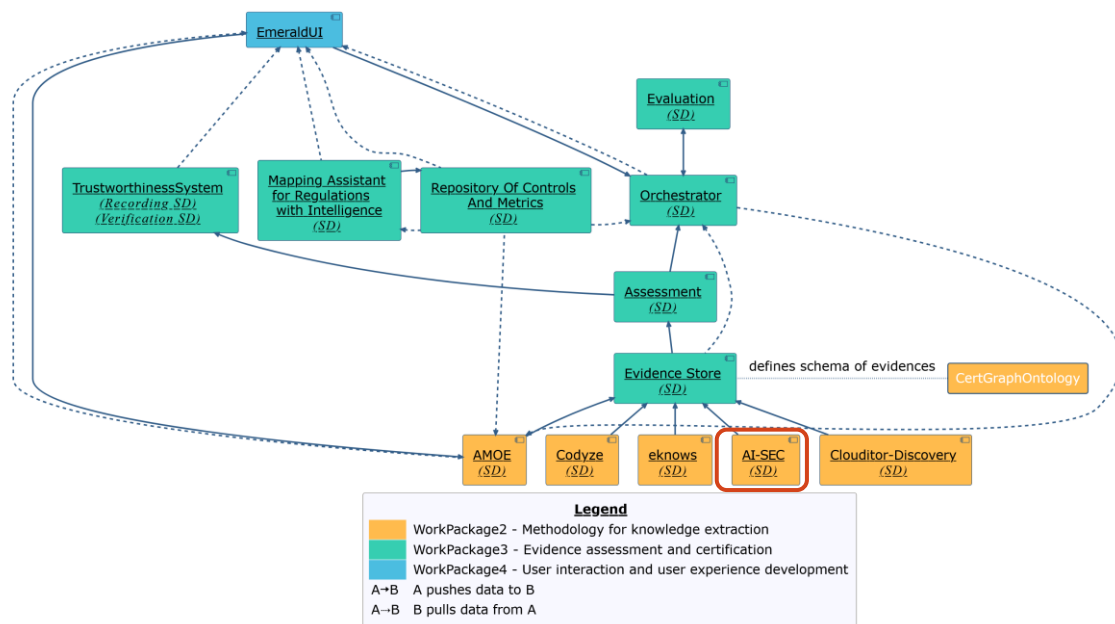 EmeraldUI
Evaluation
(SD)
TrustworthinessSystem
(Recording SD)
(Verification SD)
Mapping Assistant
for Regulations
with Intelligence
(SD)
Repository Of Controls
And Metrics
(SD)
Orchestrator
(SD)
Assessment
(SD)
Evidence Store
(SD)
defines schema of evidences
CertGraphOntology
AMOE
(SD)
Codyze
(SD)
eknows
(SD)
AI-SEC
(SD)
Clouditor-Discovery
(SD)
Legend
WorkPackage2 - Methodology for knowledge extraction
WorkPackage3 - Evidence assessment and certification
WorkPackage4 - User interaction and user experience development
A→B A pushes data to B
A⇢B B pulls data from A